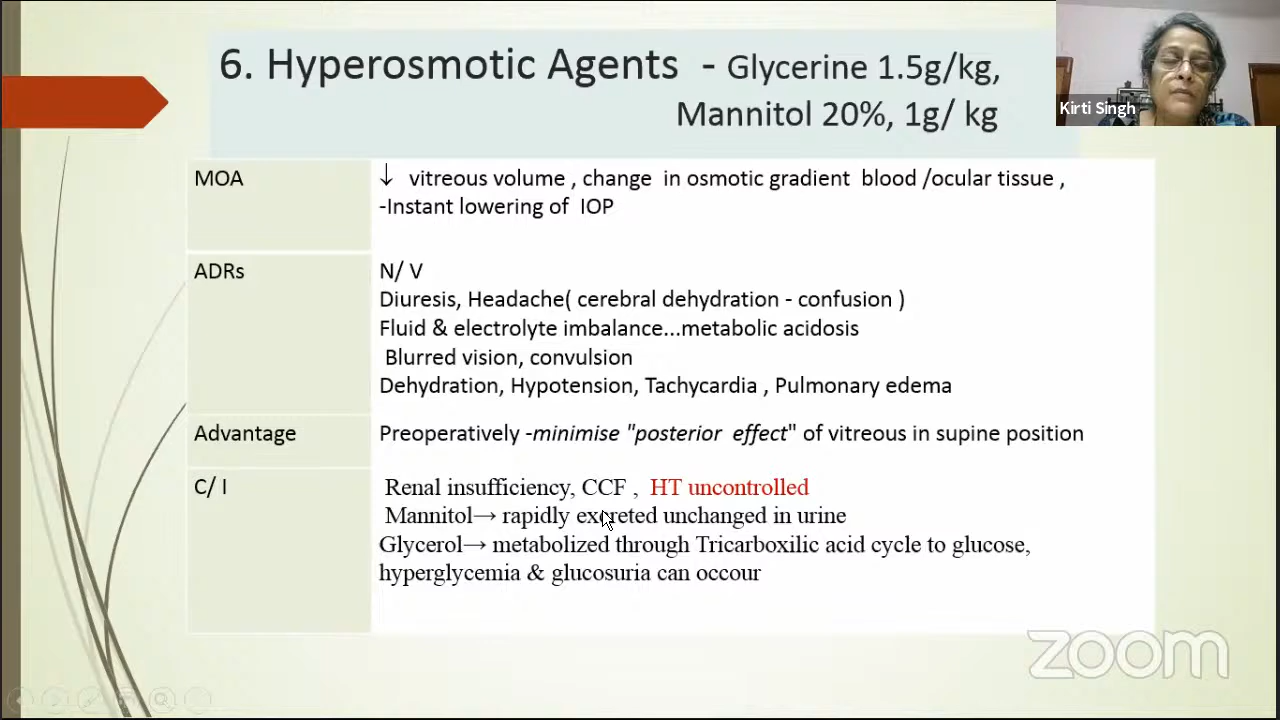 6. Hyperosmotic Agents - Glycerine 1.5g/kg,
Mannitol 20%, 1g/ kg
Kirti Singh
MOA
↓ vitreous volume , change in osmotic gradient blood /ocular tissue ,
-Instant lowering of IOP
ADRs
N/ V
Diuresis, Headache( cerebral dehydration - confusion )
Fluid & electrolyte imbalance...metabolic acidosis
Blurred vision, convulsion
Dehydration, Hypotension, Tachycardia , Pulmonary edema
Advantage
Preoperatively -minimise "posterior effect" of vitreous in supine position
C/ I
Renal insufficiency, CCF , HT uncontrolled
Mannitol→ rapidly excreted unchanged in urine
Glycerol→ metabolized through Tricarboxilic acid cycle to glucose,
hyperglycemia & glucosuria can occour
zoom